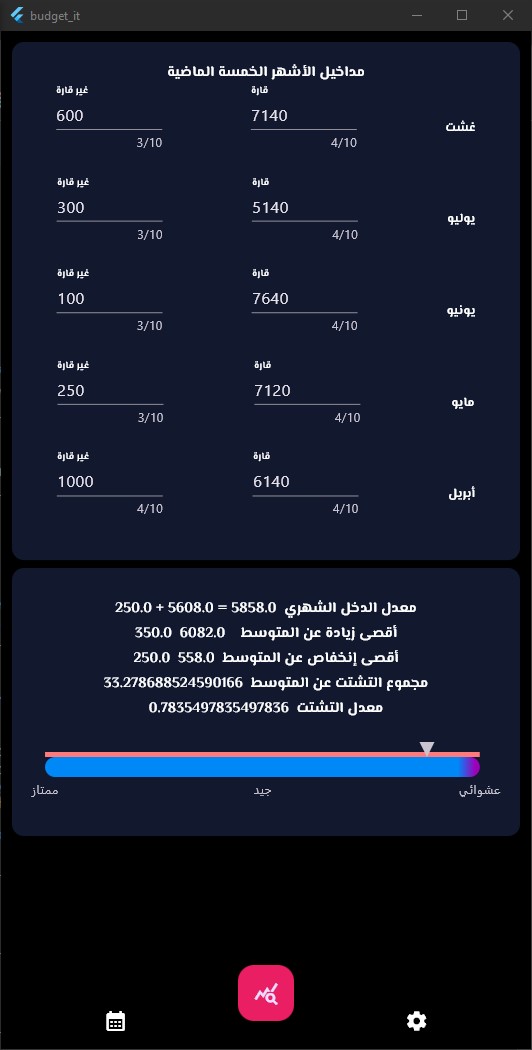 budget_it
مداخيل الأشهر الخمسة الماضية
قارة
غير قارة
غشت
7140
600
4/10
3/10
قارة
غير قارة
يوليو
5140
300
4/10
3/10
قارة
غير قارة
يونيو
7640
100
4/10
3/10
قارة
غير قارة
مايو
7120
250
4/10
3/10
قارة
غير قارة
أبريل
6140
1000
4/10
4/10
معدل الدخل الشهري 5858.0 = 5608.0 + 250.0
أقصى زيادة عن المتوسط 6082.0 350.0
أقصى إنخفاص عن المتوسط 558.0 250.0
مجموع التشتت عن المتوسط 33.278688524590166
معدل التشتت 0.7835497835497836
عشوائي
جيد
ممتاز